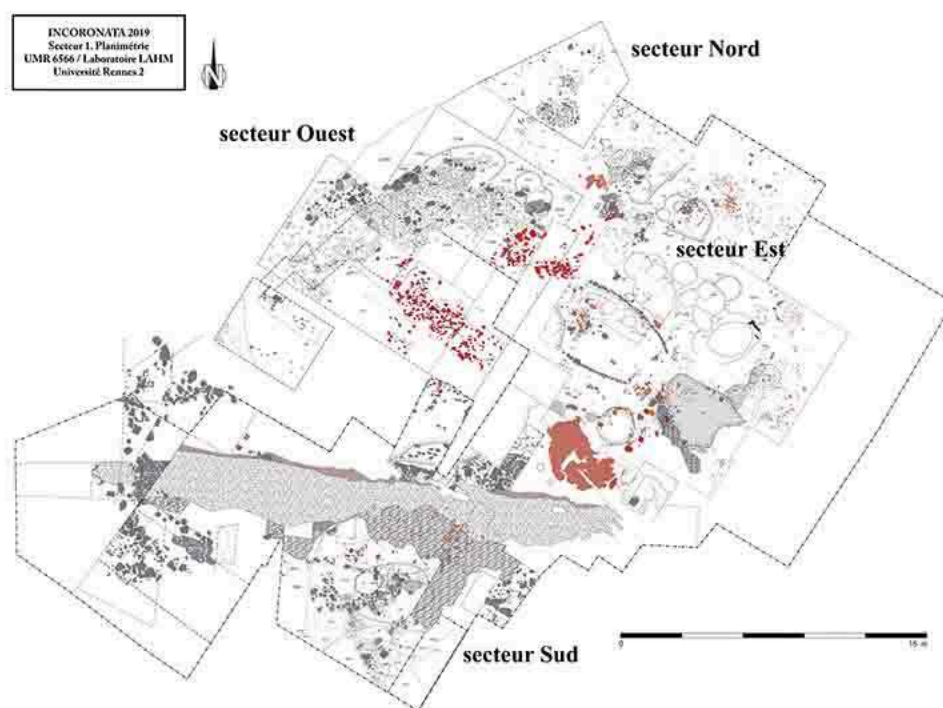 INCORONATA 2019
Secteur 1. Planimétrie
UMR 6566 / Laboratoire LAHM
Université Rennes 2
N
secteur Nord
secteur Ouest
secteur Est
secteur Sud
0